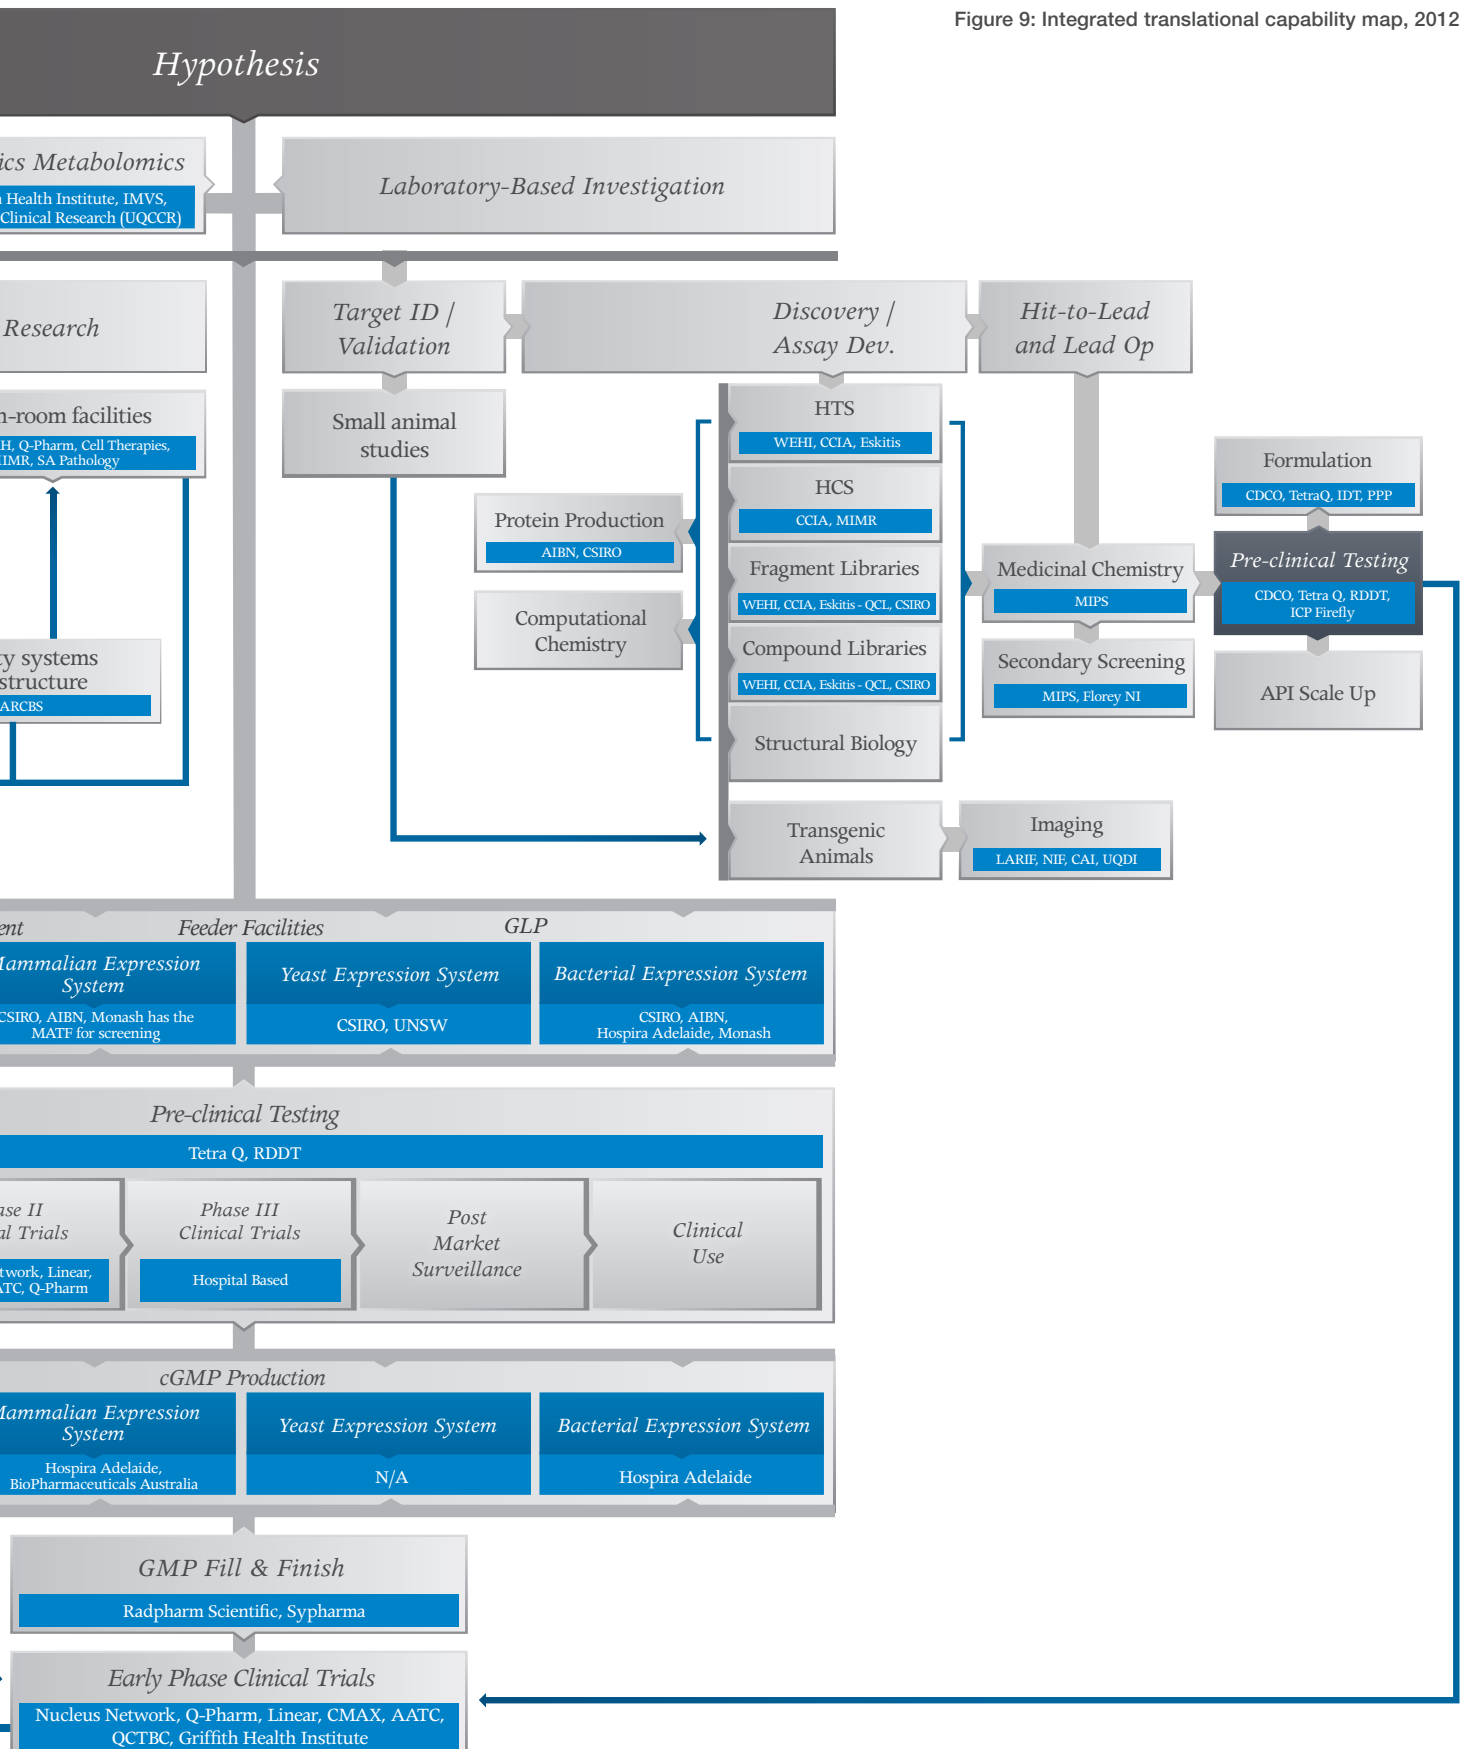 Figure 9: Integrated translational capability map, 2012
Hypothesis
ics Metabolomics
Health Institute, IMVS,
Clinical Research (UQCCR)
Laboratory-Based Investigation
Research
Target ID /
Validation
Discovery /
Assay Dev.
Hit-to-Lead
and Lead Op
n-room facilities
H, Q-Pharm, Cell Therapies,
IMR, SA Pathology
Small animal
studies
HTS
WEHI, CCIA, Eskitis
HCS
CCIA, MIMR
Protein Production
AIBN, CSIRO
Fragment Libraries
WEHI, CCIA, Eskitis - QCL, CSIRO
Computational
Chemistry
Compound Libraries
WEHI, CCIA, Eskitis - QCL, CSIRO
Structural Biology
Medicinal Chemistry
MIPS
Secondary Screening
MIPS, Florey NI
Formulation
CDCO, TetraQ, IDT, PPP
Pre-clinical Testing
CDCO, Tetra Q, RDDT,
ICP Firefly
API Scale Up
ty systems
structure
ARCBS
Transgenic
Animals
Imaging
LARIF, NIF, CAI, UQDI
ent
Feeder Facilities
GLP
Mammalian Expression
System
CSIRO, AIBN, Monash has the
MATF for screening
Yeast Expression System
CSIRO, UNSW
Bacterial Expression System
CSIRO, AIBN,
Hospira Adelaide, Monash
Pre-clinical Testing
Tetra Q, RDDT
ase II
al Trials
twork, Linear,
ATC, Q-Pharm
Phase III
Clinical Trials
Hospital Based
Post
Market
Surveillance
Clinical
Use
cGMP Production
Mammalian Expression
System
Hospira Adelaide,
BioPharmaceuticals Australia
Yeast Expression System
N/A
Bacterial Expression System
Hospira Adelaide
GMP Fill & Finish
Radpharm Scientific, Sypharma
Early Phase Clinical Trials
Nucleus Network, Q-Pharm, Linear, CMAX, AATC,
QCTBC, Griffith Health Institute